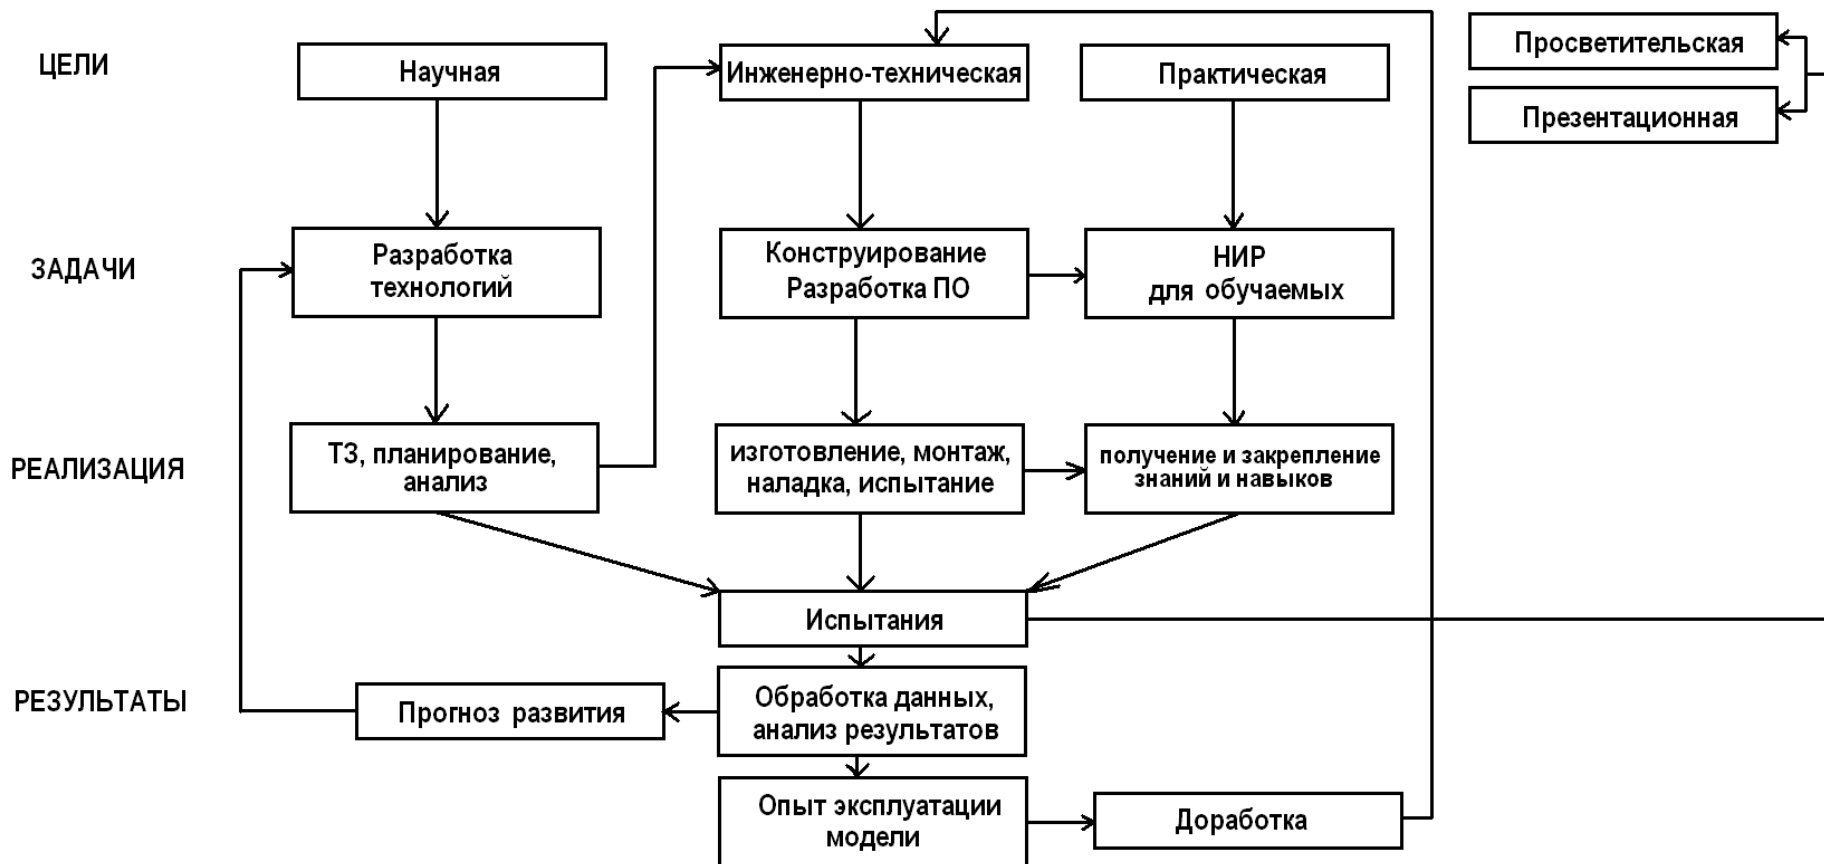 ЦЕЛИ
Научная
Инженерно-техническая
Практическая
Просветительская
Презентационная
ЗАДАЧИ
Разработка
технологий
Конструирование
Разработка ПО
НИР
для обучаемых
РЕАЛИЗАЦИЯ
ТЗ, планирование,
анализ
изготовление, монтаж,
наладка, испытание
получение и закрепление
знаний и навыков
Испытания
РЕЗУЛЬТАТЫ
Прогноз развития
Обработка данных,
анализ результатов
Опыт эксплуатации
модели
Доработка